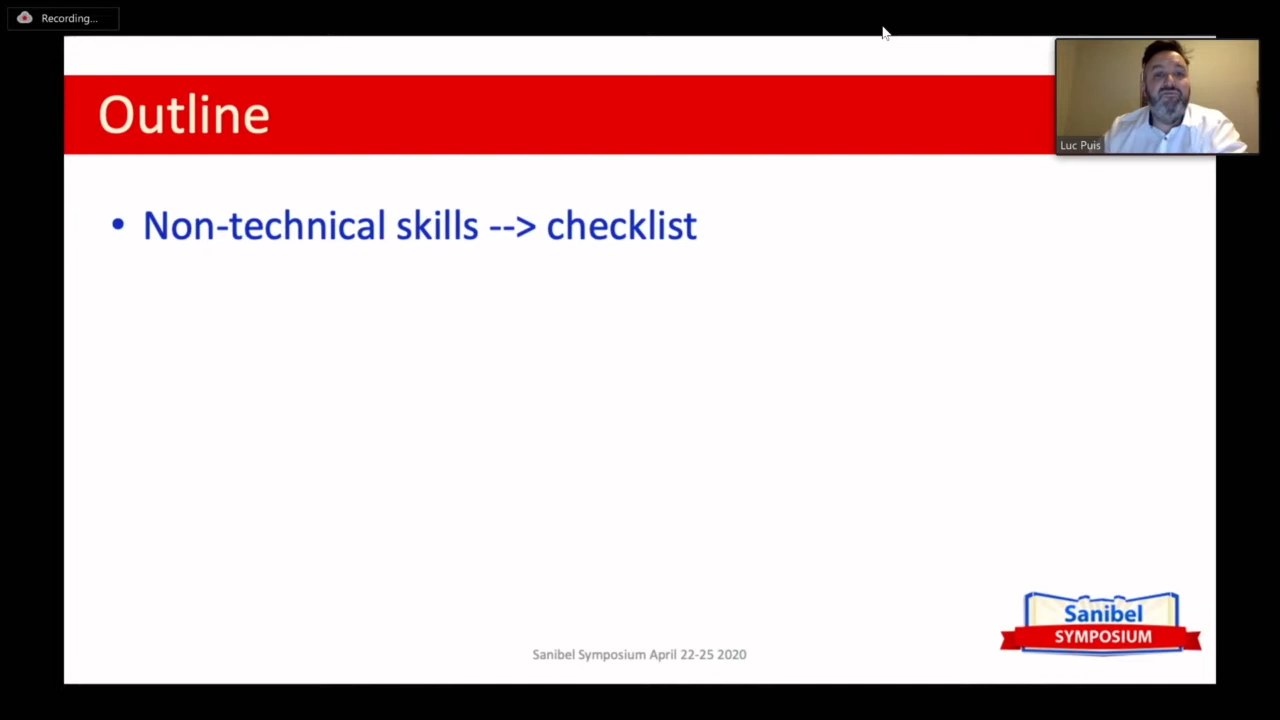 Recording...
Outline
Luc Puis
• Non-technical skills --> checklist
Sanibel
SYMPOSIUM
Sanibel Symposium April 22-25 2020